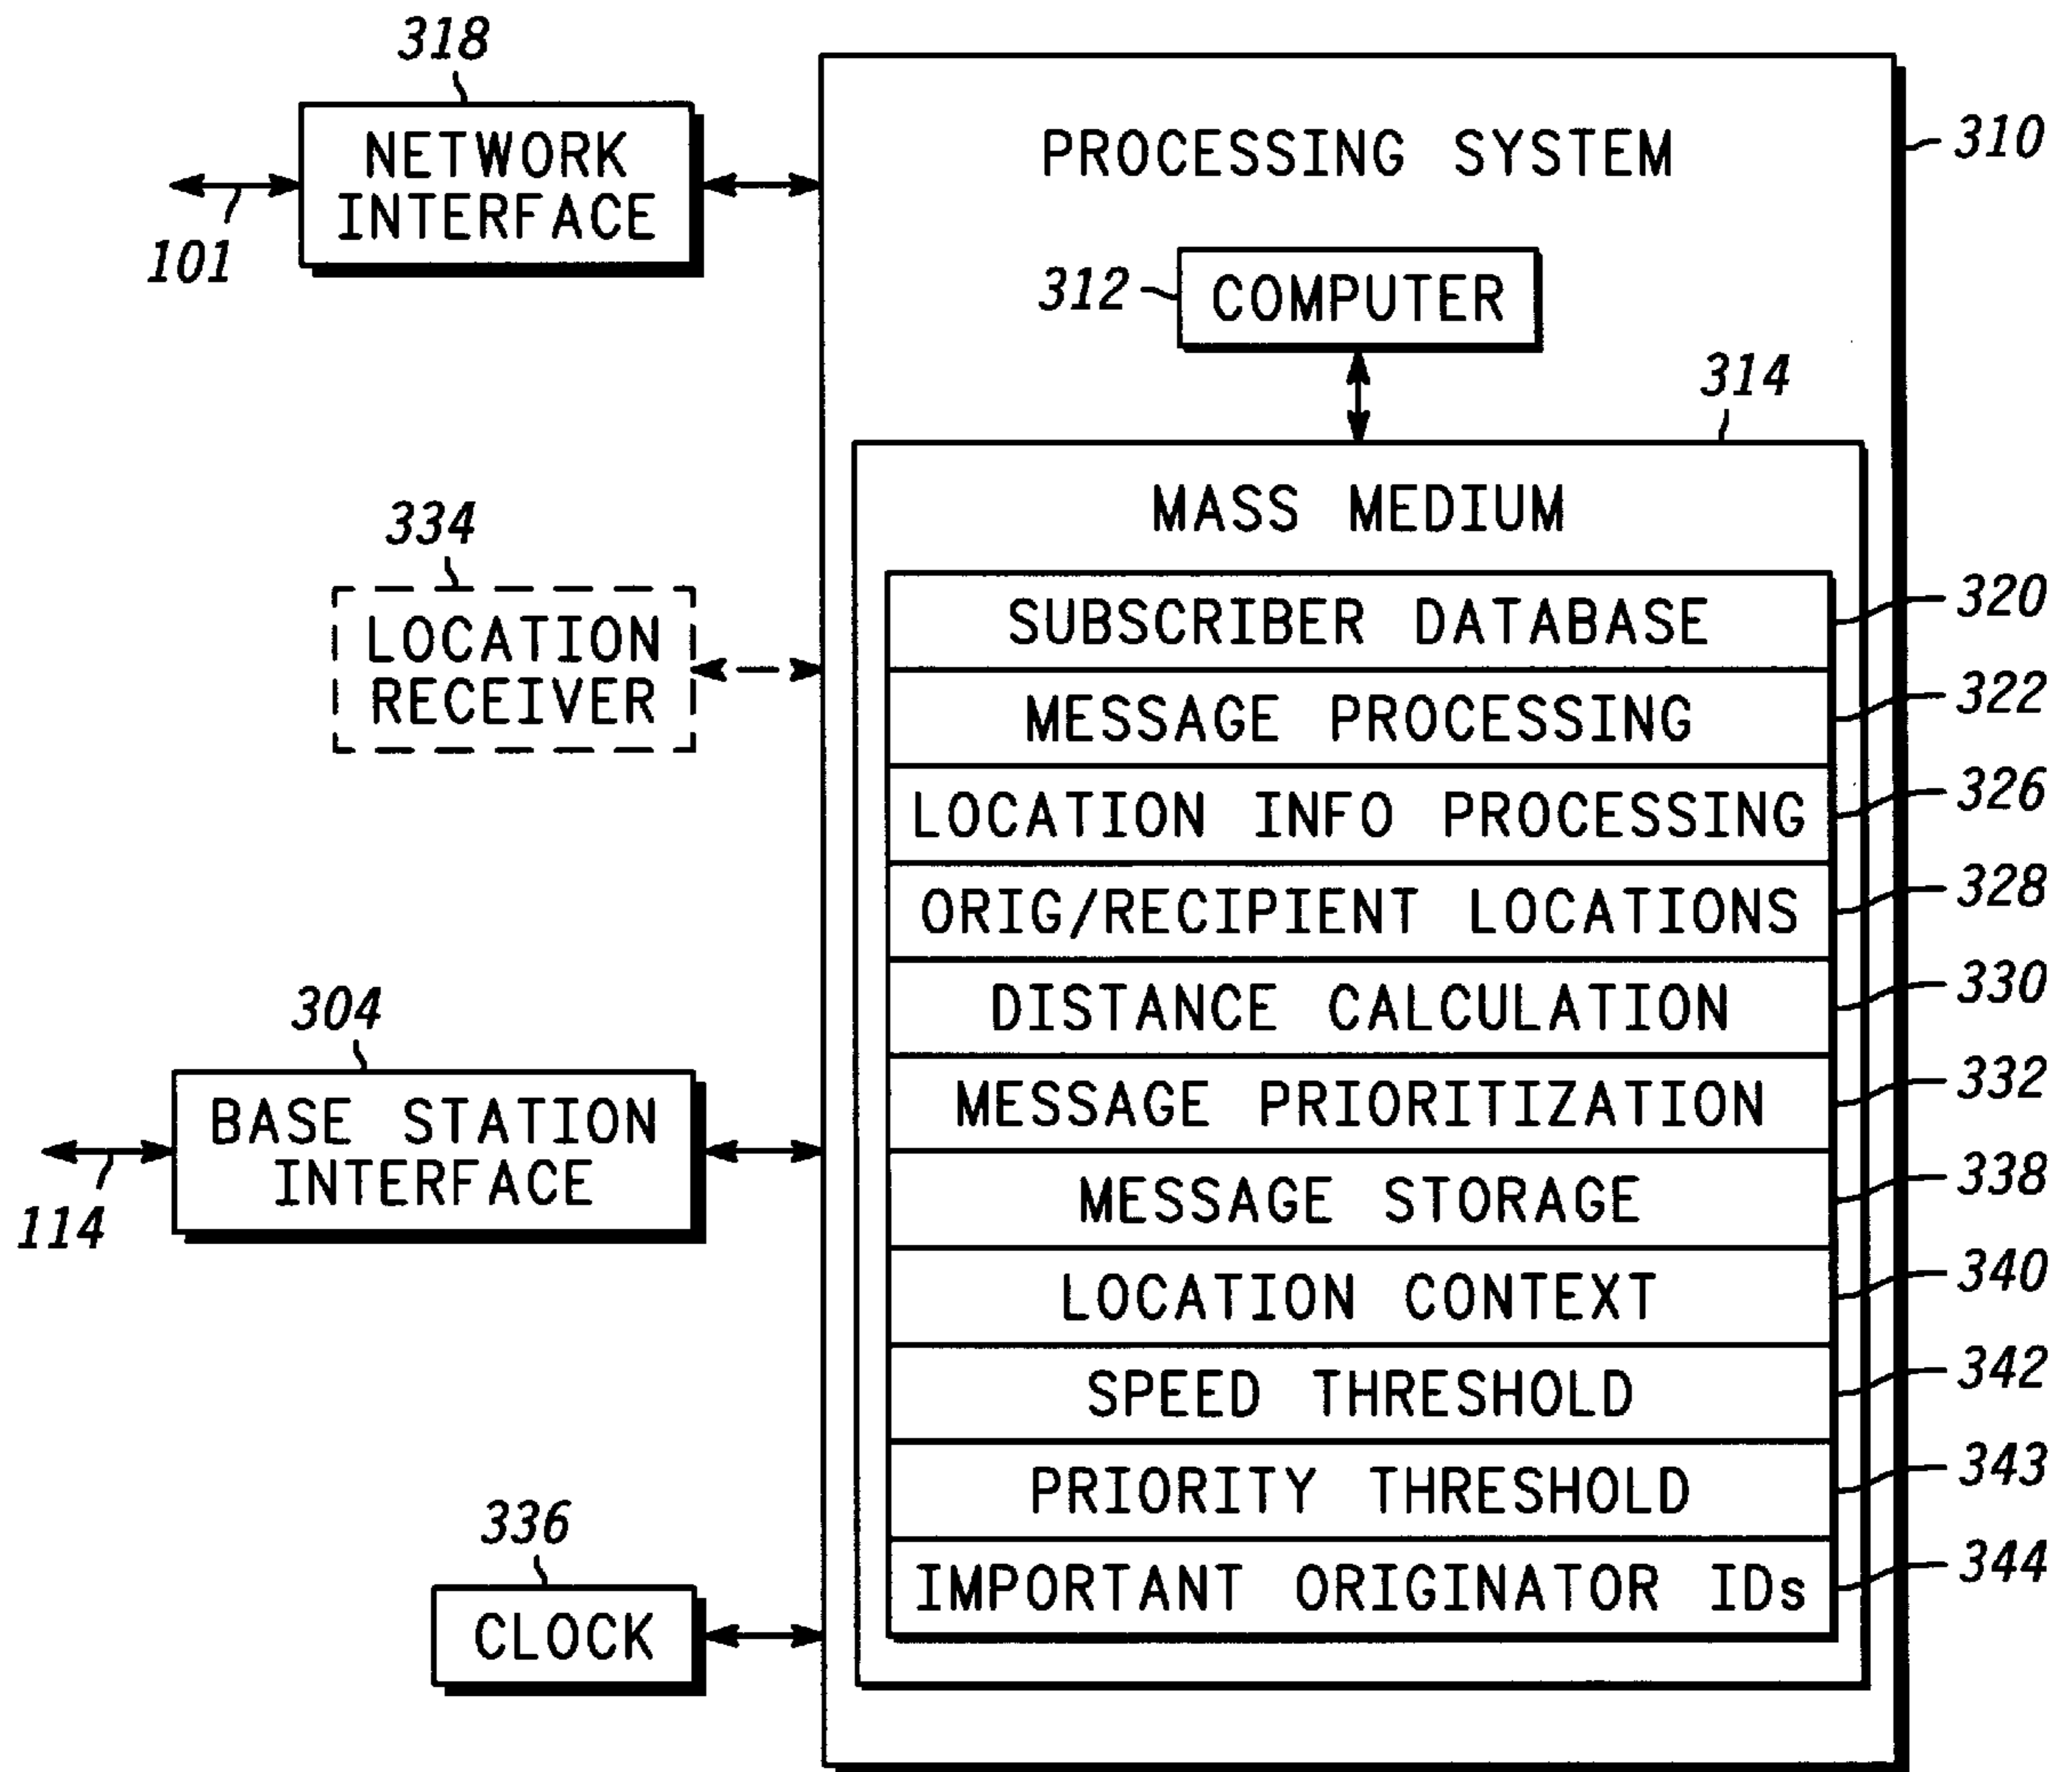 318
NETWORK
INTERFACE
101
PROCESSING SYSTEM
310
312
COMPUTER
314
MASS MEDIUM
334
LOCATION
RECEIVER
SUBSCRIBER DATABASE
320
MESSAGE PROCESSING
322
LOCATION INFO PROCESSING
326
ORIG/RECIPIENT LOCATIONS
328
DISTANCE CALCULATION
330
MESSAGE PRIORITIZATION
332
MESSAGE STORAGE
338
LOCATION CONTEXT
340
SPEED THRESHOLD
342
PRIORITY THRESHOLD
343
IMPORTANT ORIGINATOR IDs
344
304
BASE STATION
INTERFACE
114
336
CLOCK